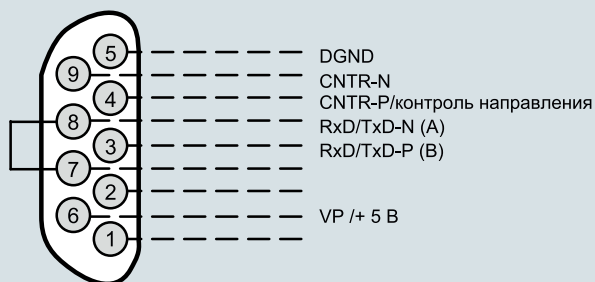 5 DGND
9 CNTR-N
4 CNTR-P/контроль направления
8 RxD/TxD-N (A)
3 RxD/TxD-P (B)
7
2
6 VP /+ 5 В
1